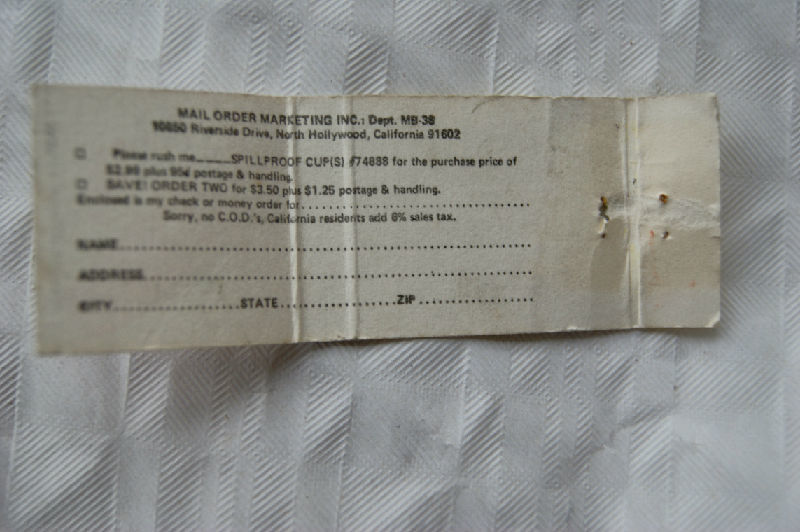 MAIL ORDER MARKETING INC.: Dept. MB-38
10850 Riverside Drive, North Hollywood, California 91602
Please rush me......SPILLPROOF CUP(S) #74838 for the purchase price of
$2.98 plus 95¢ postage & handling.
SAVE! ORDER TWO for $3.50 plus $1.25 postage & handling.
Enclosed is my check or money order for
Sorry, no C.O.D.'s, California residents add 6% sales tax.
NAME
ADDRESS
CITY STATE ZIP